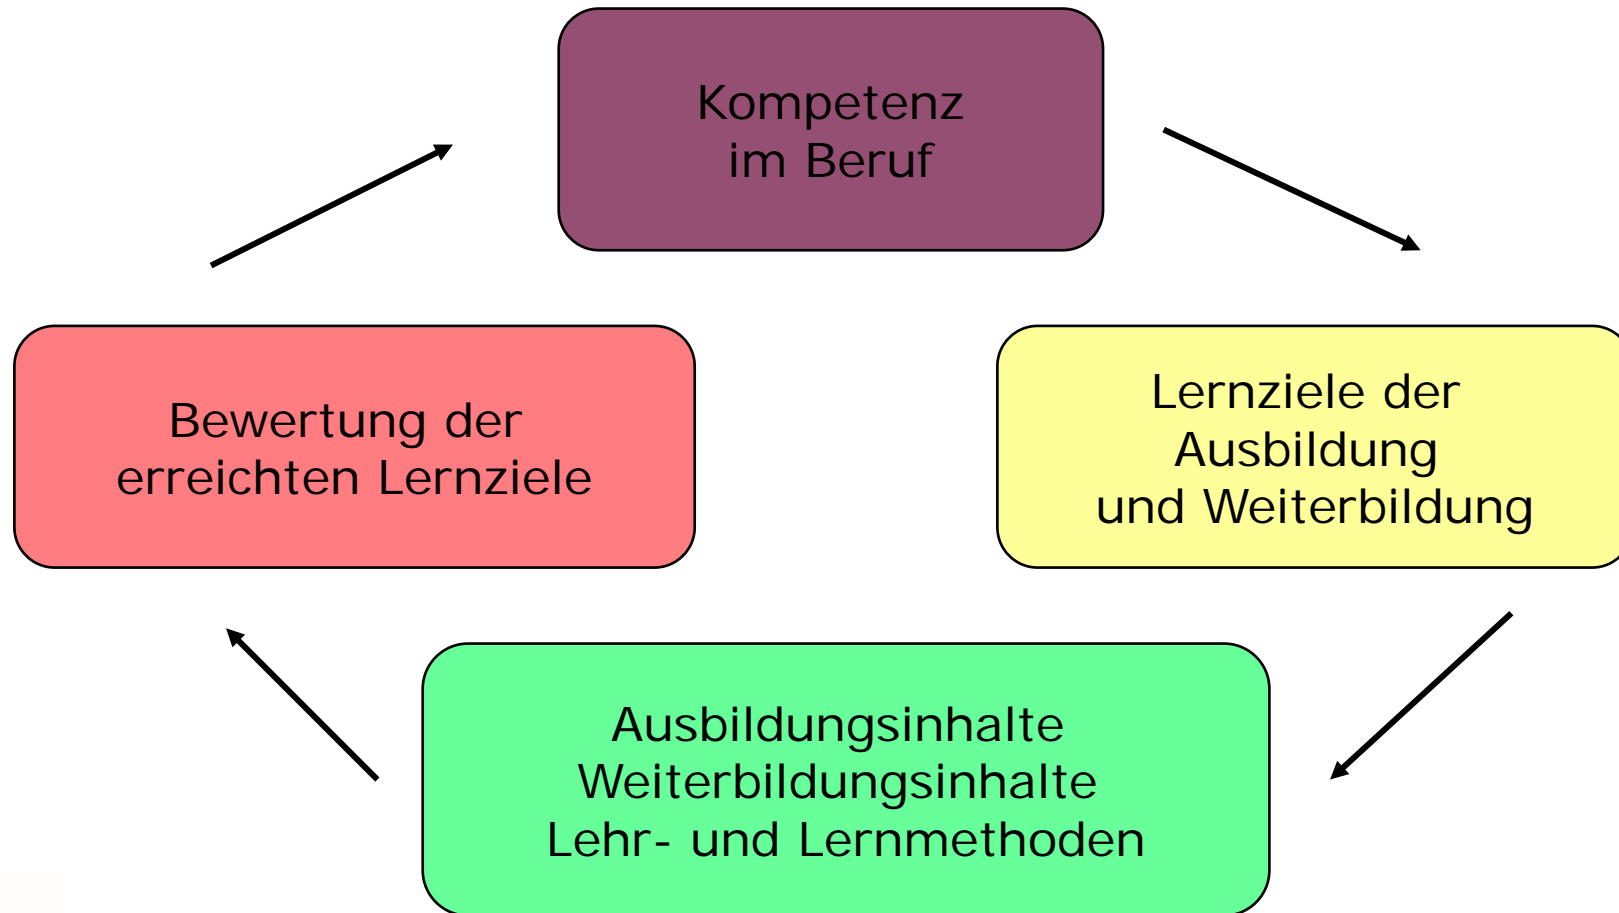 Kompetenz
im Beruf
Bewertung der
erreichten Lernziele
Lernziele der
Ausbildung
und Weiterbildung
Ausbildungsinhalte
Weiterbildungsinhalte
Lehr- und Lernmethoden